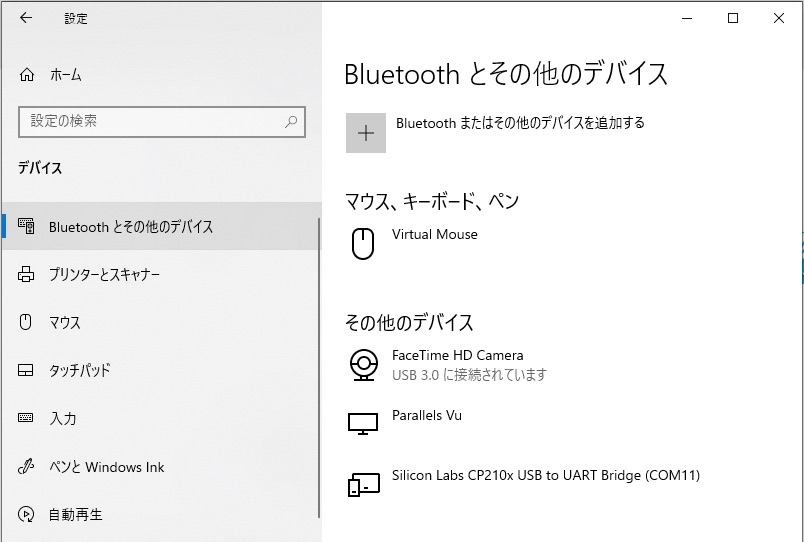 設定
ホーム
設定の検索
デバイス
Bluetooth とその他のデバイス
プリンターとスキャナー
マウス
タッチパッド
入力
ペンと Windows Ink
自動再生
Bluetooth とその他のデバイス
Bluetooth またはその他のデバイスを追加する
マウス、キーボード、ペン
Virtual Mouse
その他のデバイス
FaceTime HD Camera
USB 3.0 に接続されています
Parallels Vu
Silicon Labs CP210x USB to UART Bridge (COM11)